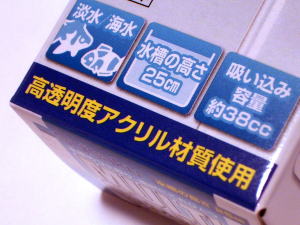 淡水 海水
水槽の高さ
25cm
吸い込み
容量
約38cc
高透明度アクリル材質使用